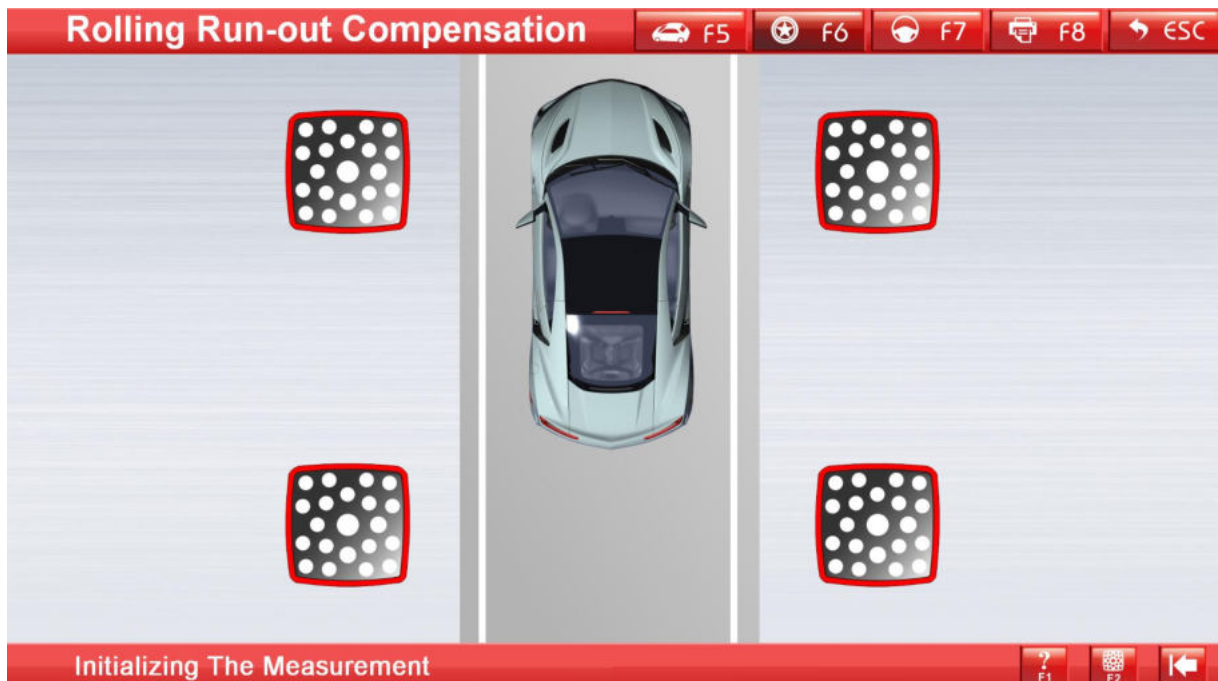 Rolling Run-out Compensation
F5
F6
F7
F8
ESC
Initializing The Measurement
?
F1
F2